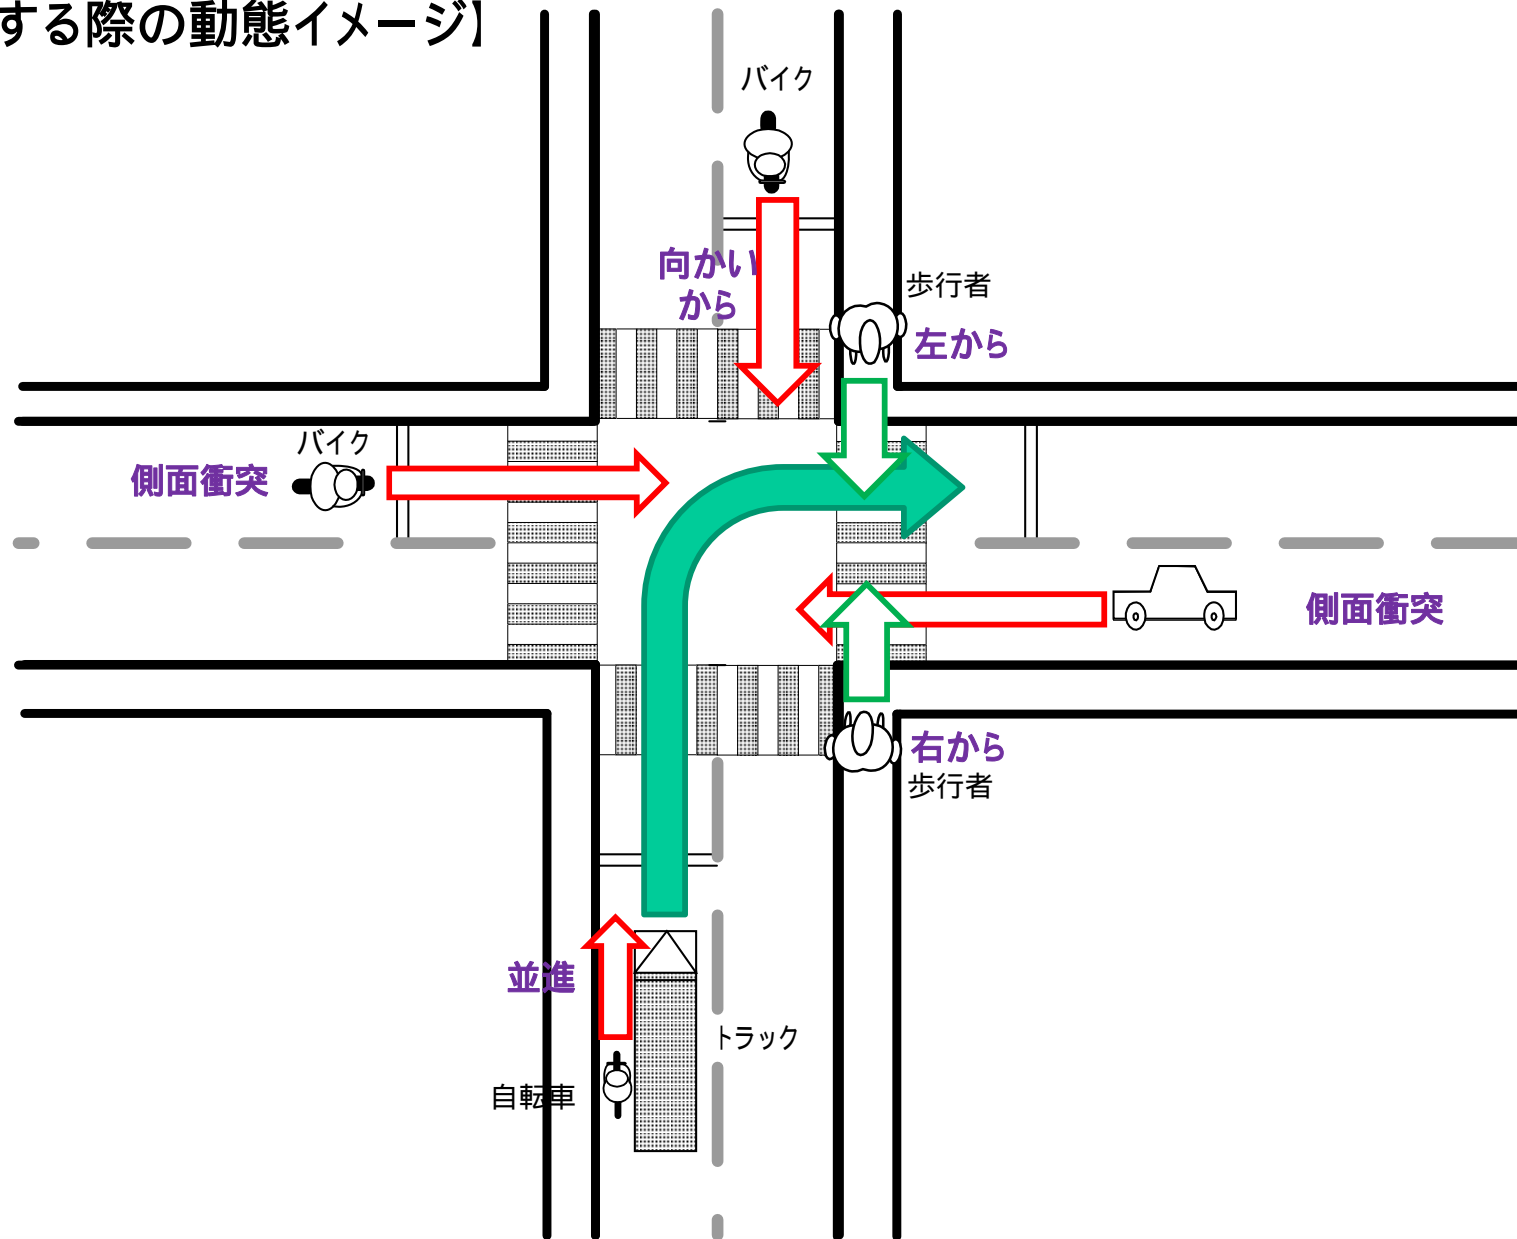 する際の動態イメージ】
バイク
向かい
から
歩行者
左から
バイク
側面衝突
側面衝突
右から
歩行者
並進
トラック
自転車